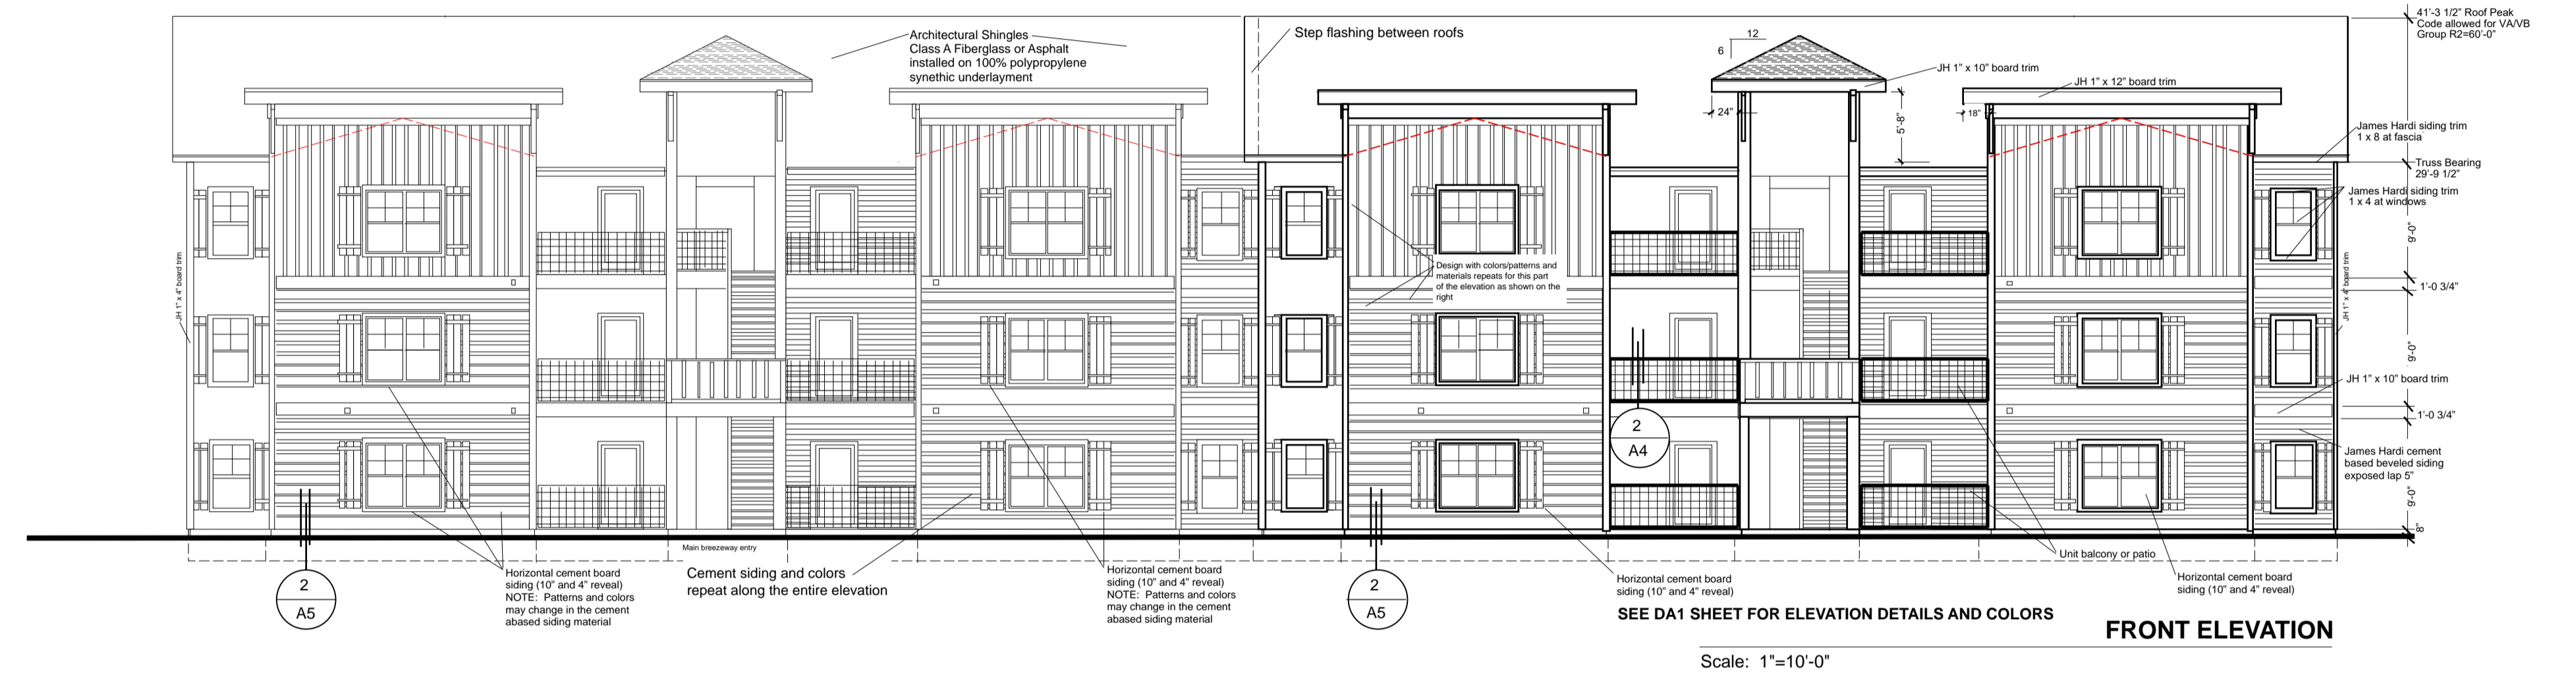 41'-3 1/2" Roof Peak
Code allowed for VA/VB
Group R2=60'-0"
Architectural Shingles
Class A Fiberglass or Asphalt
installed on 100% polypropylene
synethic underlayment
Step flashing between roofs
12
6
JH 1" x 10" board trim
JH 1" x 12" board trim
24"
5'-8"
18"
James Hardi siding trim
1 x 8 at fascia
Truss Bearing
29'-9 1/2"
James Hardi siding trim
1 x 4 at windows
9'-0"
JH 1" x 4" board trim
Design with colors/patterns and
materials repeats for this part
of the elevation as shown on the
right
JH 1" x 4" board trim
1'-0 3/4"
9'-0"
JH 1" x 10" board trim
1'-0 3/4"
2
A4
James Hardi cement
based beveled siding
exposed lap 5"
9'-0"
8"
Main breezeway entry
Unit balcony or patio
2
A5
Horizontal cement board
siding (10" and 4" reveal)
NOTE: Patterns and colors
may change in the cement
abased siding material
Cement siding and colors
repeat along the entire elevation
Horizontal cement board
siding (10" and 4" reveal)
NOTE: Patterns and colors
may change in the cement
abased siding material
2
A5
Horizontal cement board
siding (10" and 4" reveal)
Horizontal cement board
siding (10" and 4" reveal)
SEE DA1 SHEET FOR ELEVATION DETAILS AND COLORS
FRONT ELEVATION
Scale: 1"=10'-0"